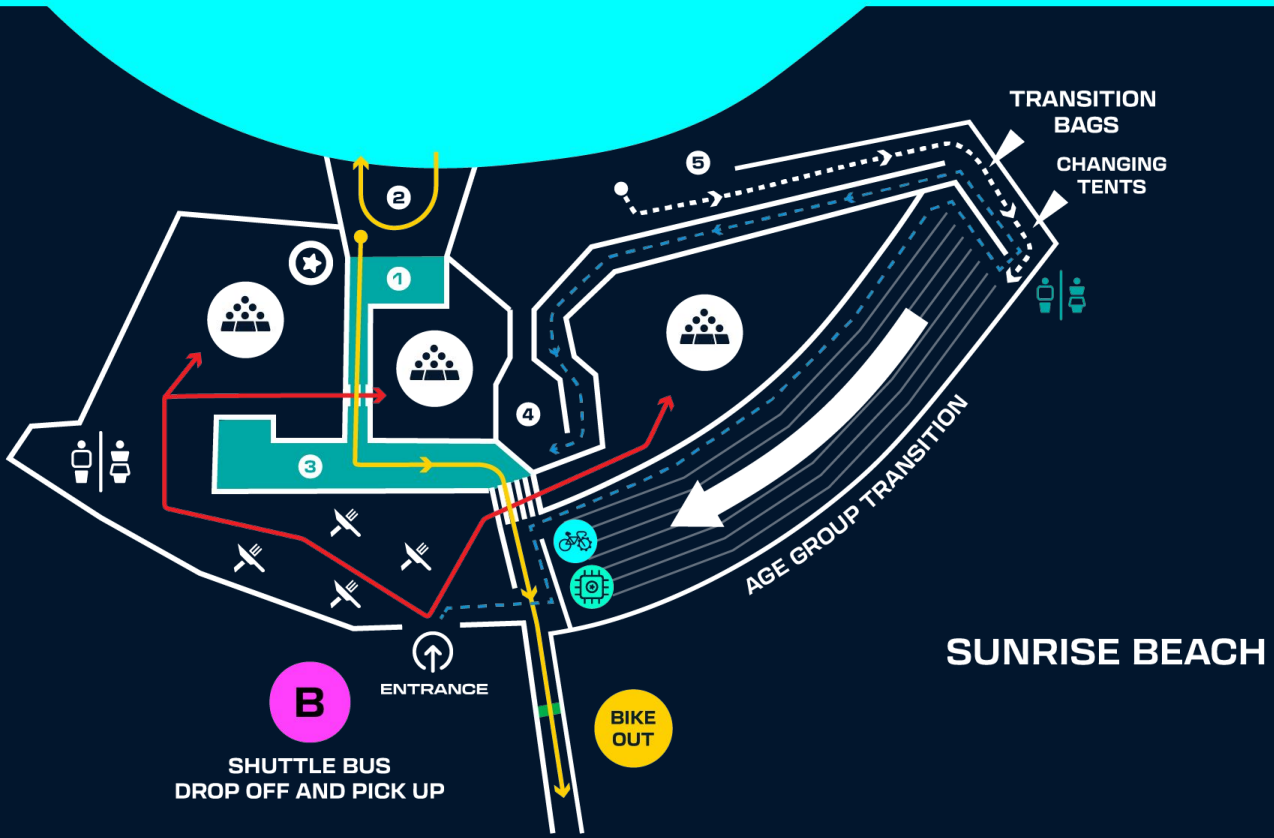 TRANSITION
BAGS
5
CHANGING
TENTS
2
1
4
3
AGE GROUP TRANSITION
SUNRISE BEACH
ENTRANCE
B
BIKE
OUT
SHUTTLE BUS
DROP OFF AND PICK UP